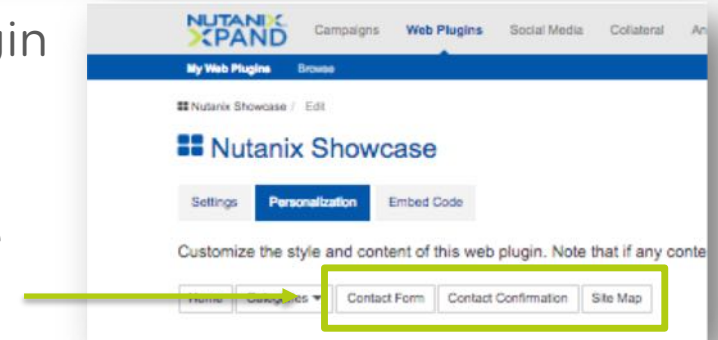 gin
NUTANIX
XPAND
Campaigns Web Plugins Social Media Collateral An
My Web Plugins Browse
Nutanix Showcase / Edit
Nutanix Showcase
Settings Personalization Embed Code
Customize the style and content of this web plugin. Note that if any conte
Home Categories Contact Form Contact Confirmation Site Map